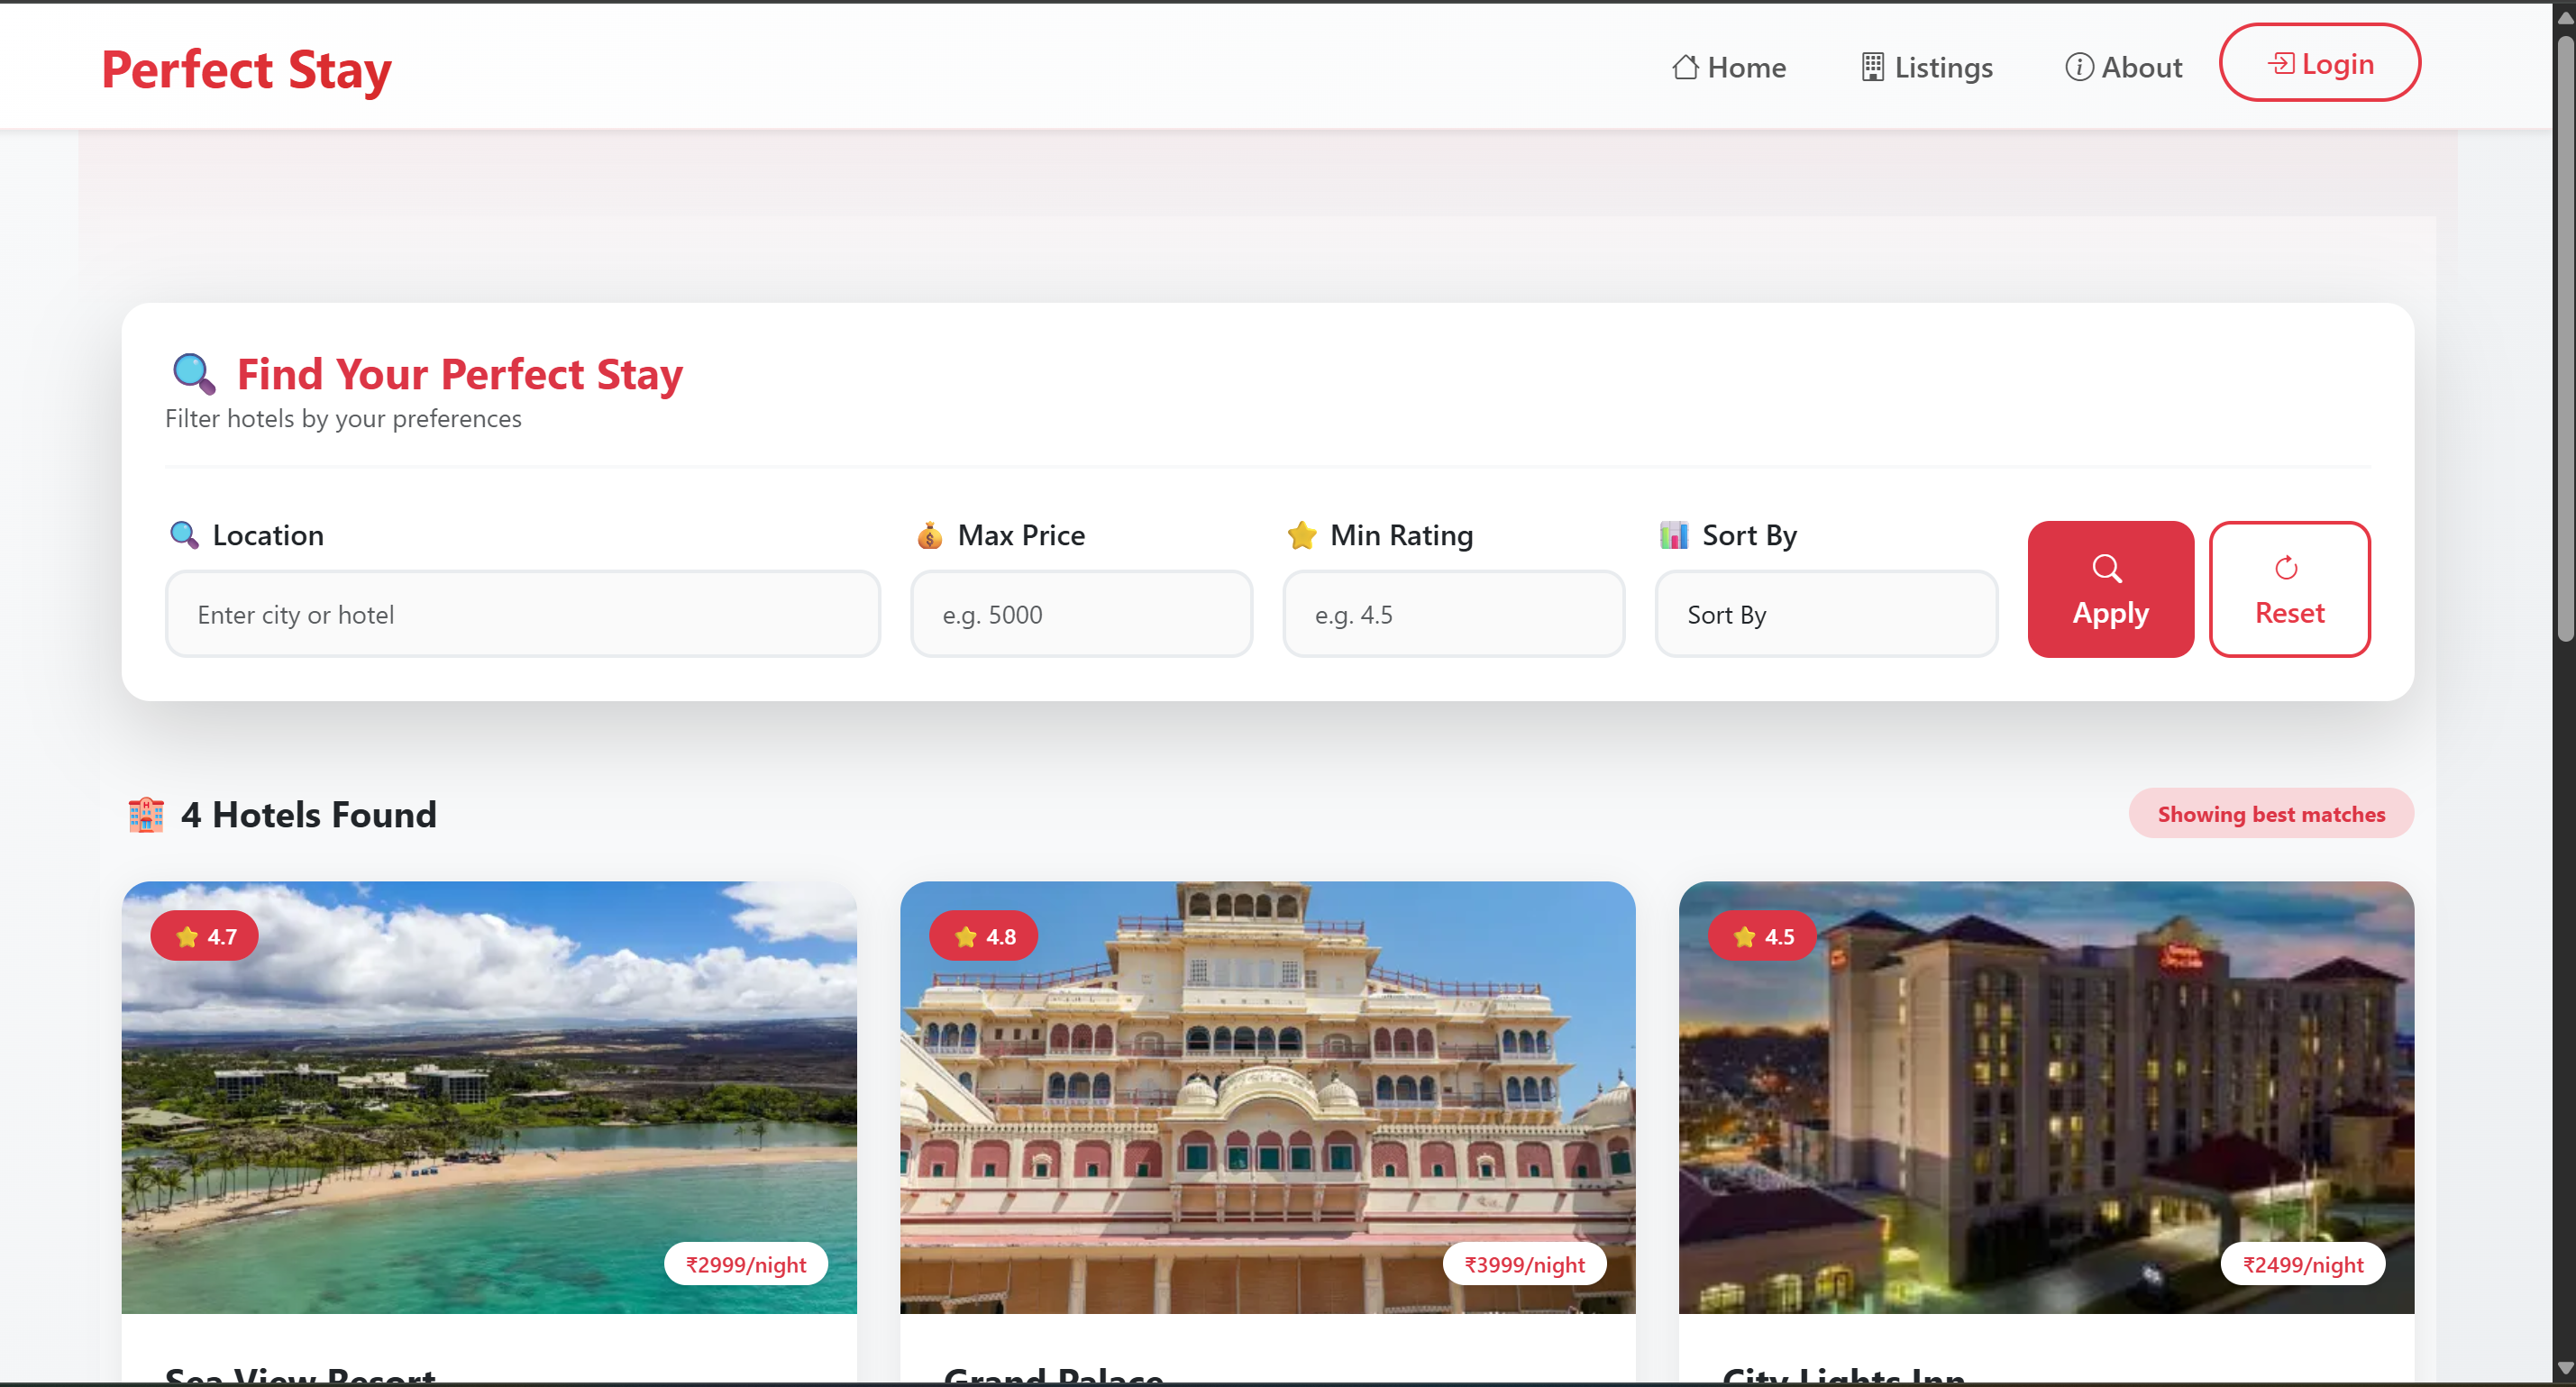 Perfect Stay
Home
Listings
About
Login
Find Your Perfect Stay
Filter hotels by your preferences
Location
Max Price
Min Rating
Sort By
Enter city or hotel
e.g. 5000
e.g. 4.5
Sort By
Apply
Reset
4 Hotels Found
Showing best matches
4.7
4.8
4.5
₹2999/night
₹3999/night
₹2499/night
Sea View Resort
Grand Palace
City Lights Inn